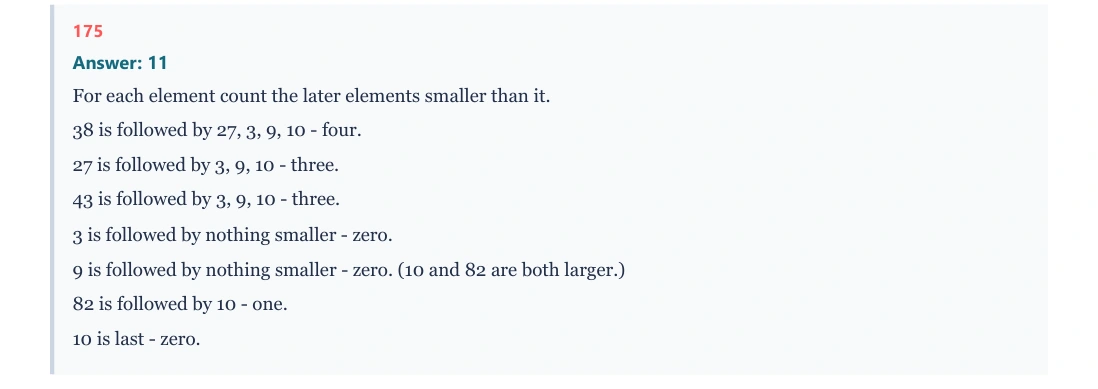 175
Answer: 11
For each element count the later elements smaller than it.
38 is followed by 27, 3, 9, 10 - four.
27 is followed by 3, 9, 10 - three.
43 is followed by 3, 9, 10 - three.
3 is followed by nothing smaller - zero.
9 is followed by nothing smaller - zero. (10 and 82 are both larger.)
82 is followed by 10 - one.
10 is last - zero.